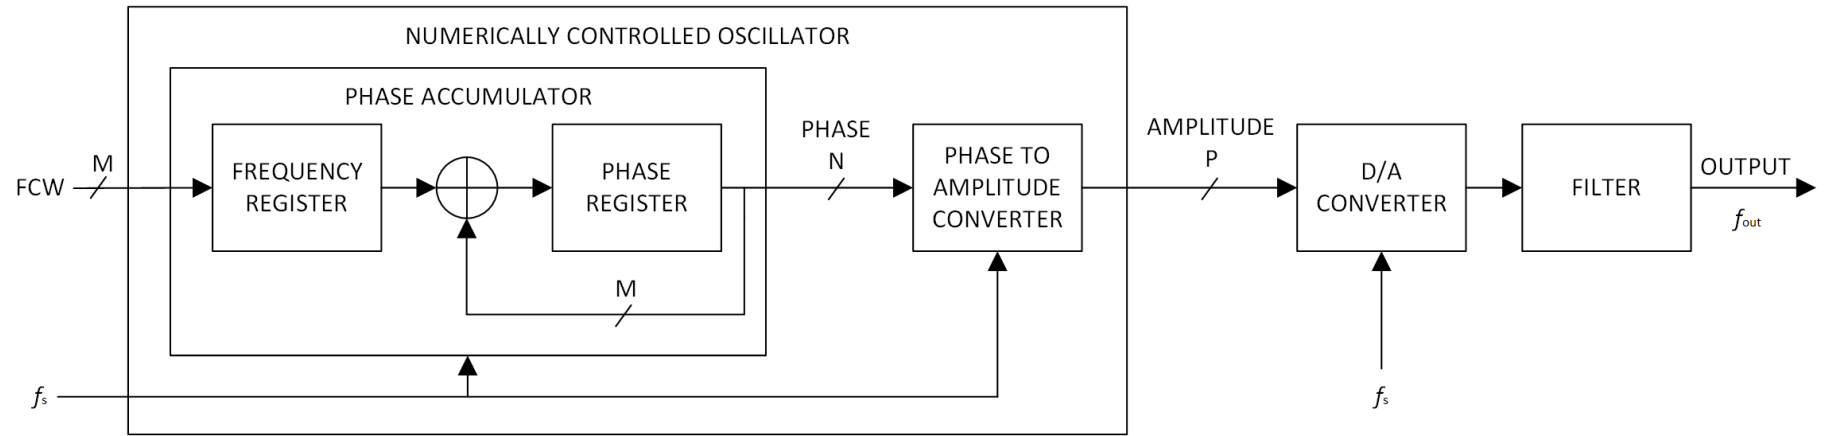 NUMERICALLY CONTROLLED OSCILLATOR
PHASE ACCUMULATOR
FCW
M
FREQUENCY
REGISTER
PHASE
REGISTER
M
PHASE
N
PHASE TO
AMPLITUDE
CONVERTER
AMPLITUDE
P
D/A
CONVERTER
FILTER
OUTPUT
fout
fs
fs